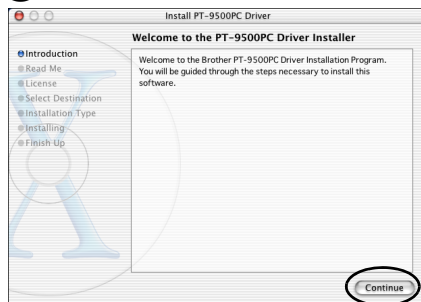 Install PT-9500PC Driver
Welcome to the PT-9500PC Driver Installer
Introduction
Read Me
License
Select Destination
Installation Type
Installing
Finish Up
Welcome to the Brother PT-9500PC Driver Installation Program.
You will be guided through the steps necessary to install this
software.
Continue